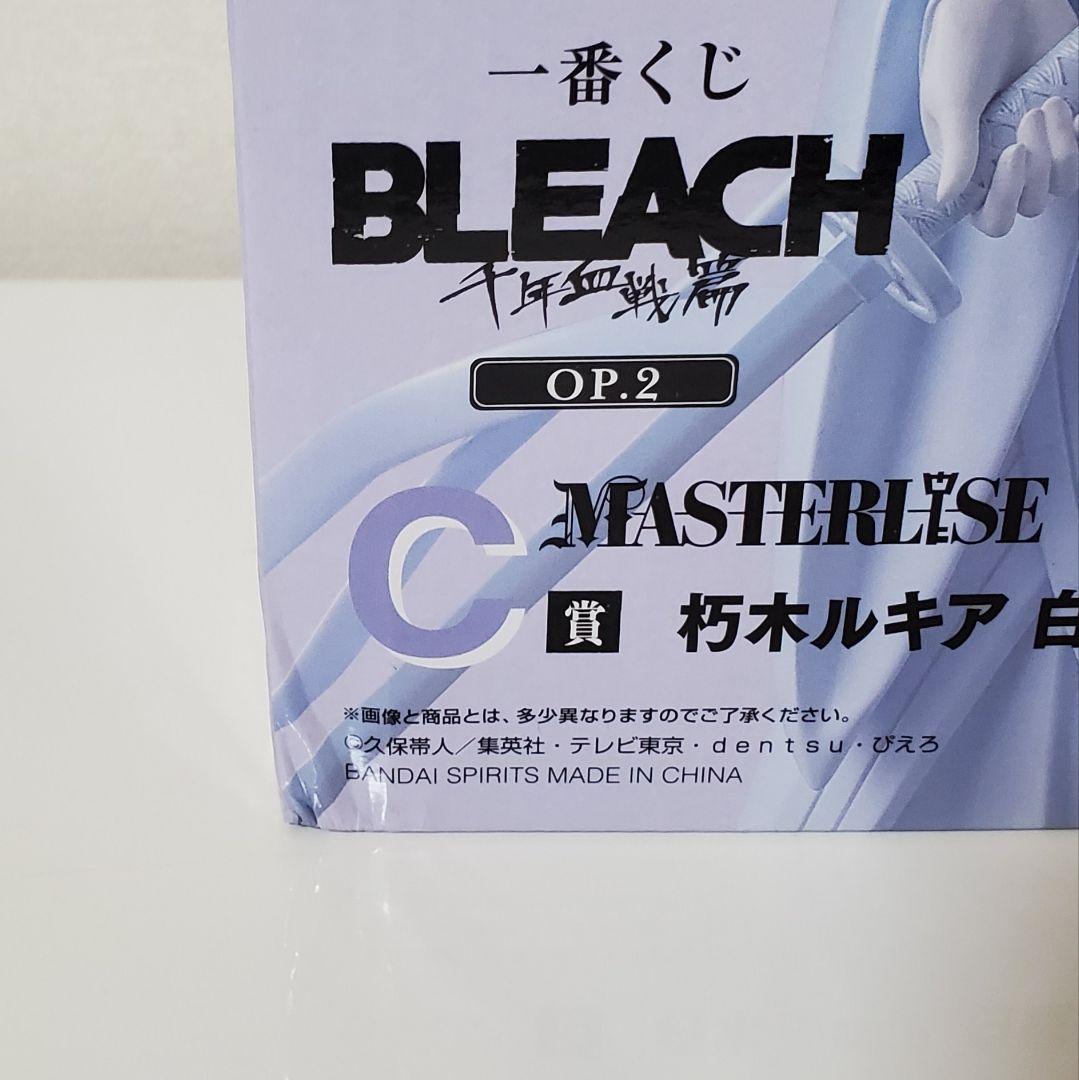 一番くじ
BLEACH
千年血戦篇
OP.2
C賞
MASTERLISE
朽木ルキア 白
※画像と商品とは、多少異なりますのでご了承ください。
©久保帯人／集英社・テレビ東京・dentsu・ぴえろ
BANDAI SPIRITS MADE IN CHINA